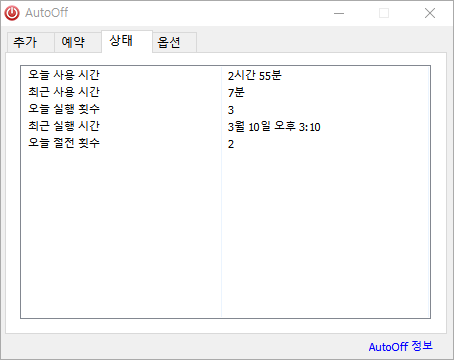 AutoOff
추가 예약 상태 옵션
오늘 사용 시간 2시간 55분
최근 사용 시간 7분
오늘 실행 횟수 3
최근 실행 시간 3월 10일 오후 3:10
오늘 절전 횟수 2
AutoOff 정보